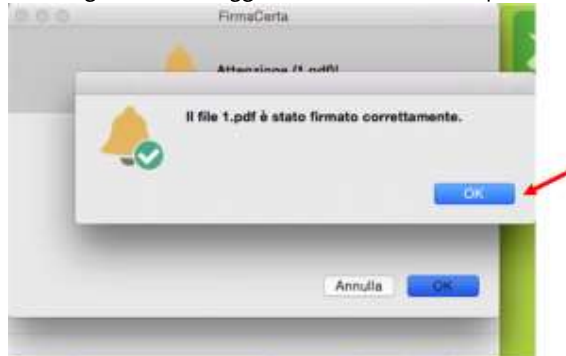 FirmaCerta
Attenzione (1.pdf)!
Il file 1.pdf è stato firmato correttamente.
OK
Annulla
OK